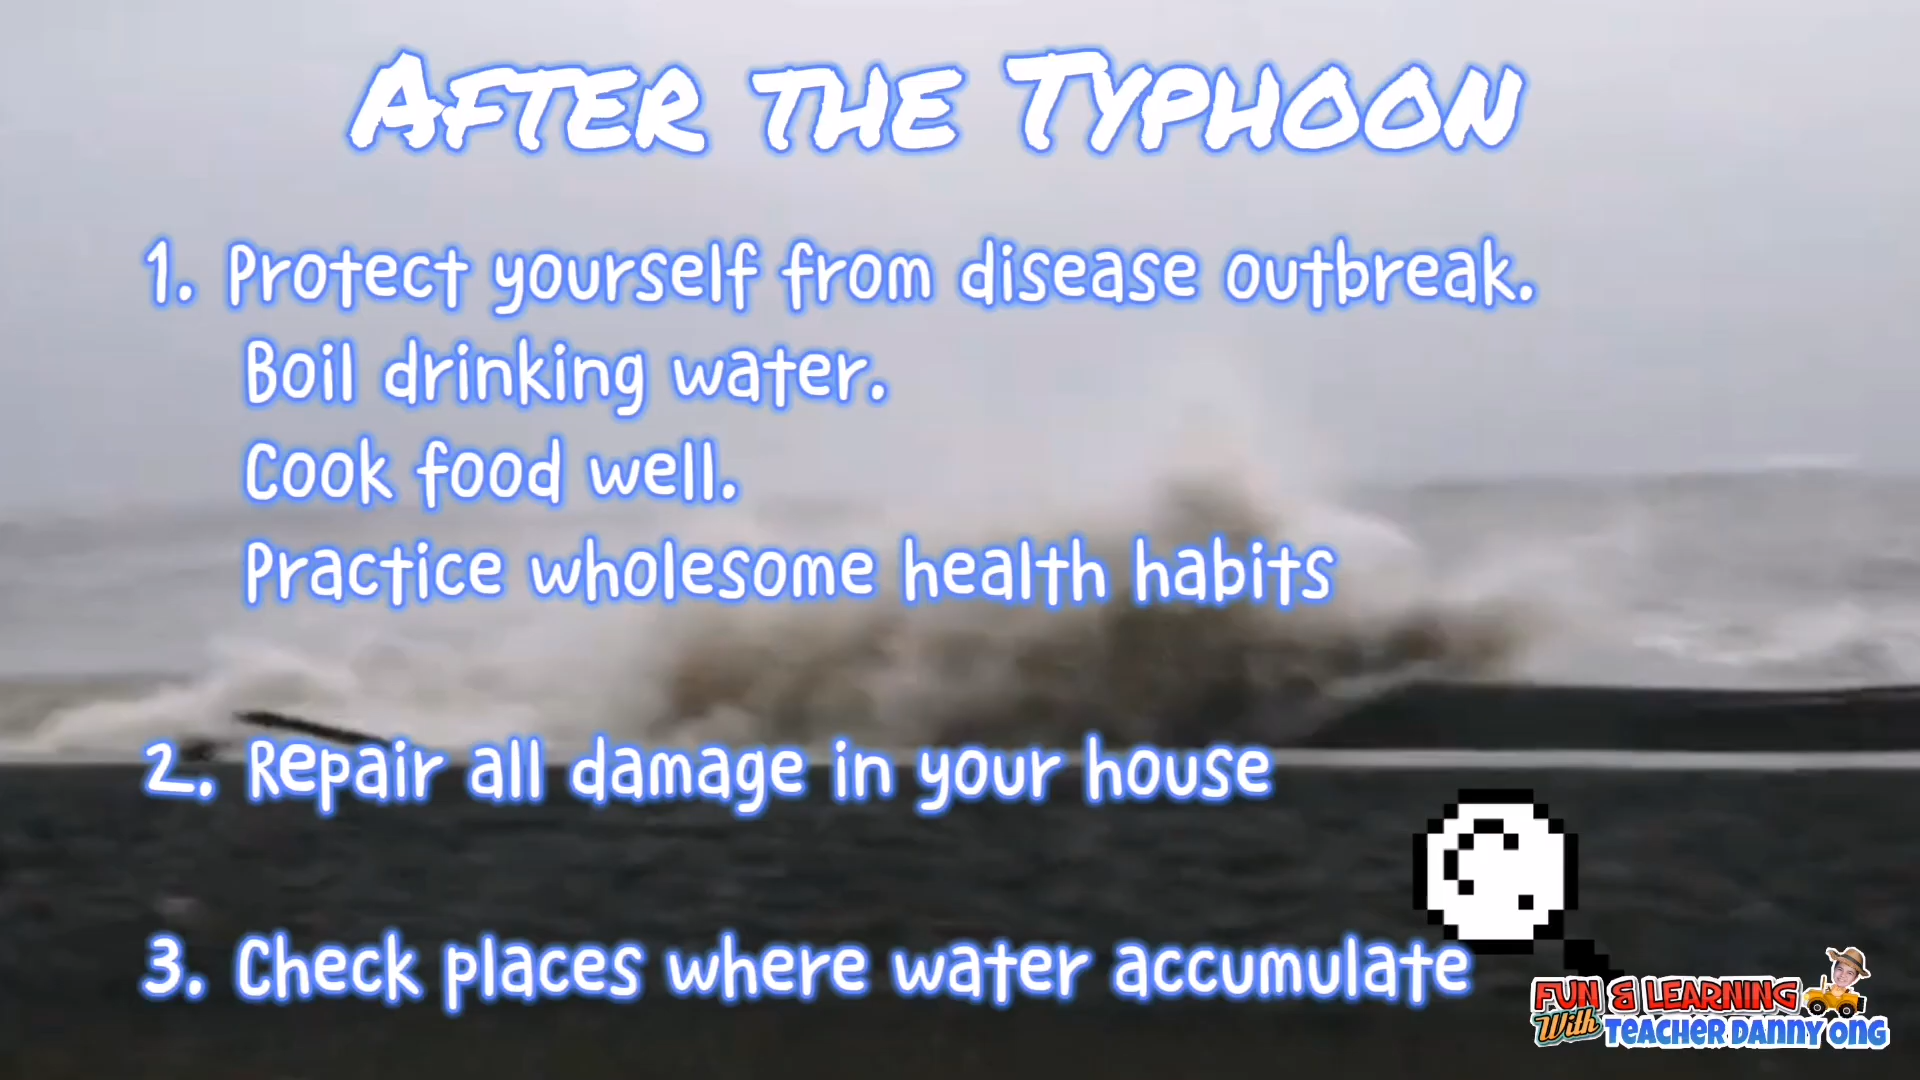 After the Typhoon
1. Protect yourself from disease outbreak.
Boil drinking water.
Cook food well.
Practice wholesome health habits
2. Repair all damage in your house
3. Check places where water accumulate
FUN & LEARNING
With TEACHER DANNY ONG